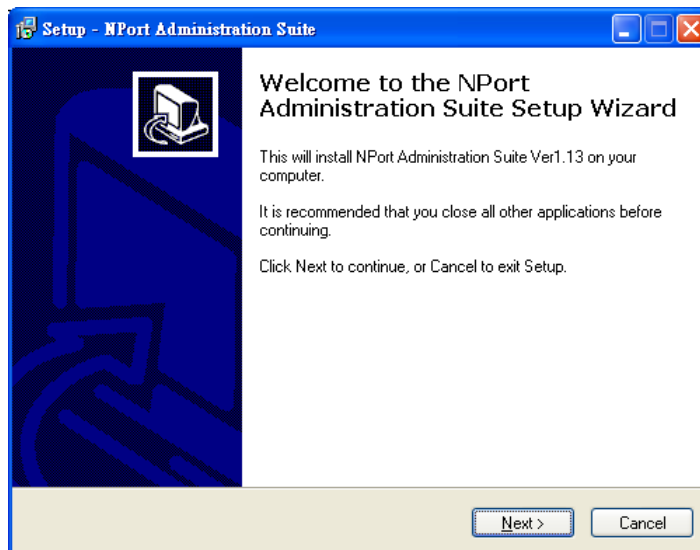 Setup - NPort Administration Suite
Welcome to the NPort
Administration Suite Setup Wizard
This will install NPort Administration Suite Ver1.13 on your
computer.
It is recommended that you close all other applications before
continuing.
Click Next to continue, or Cancel to exit Setup.
Next >
Cancel